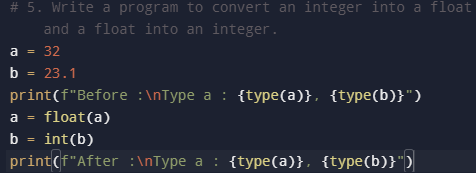 # 5. Write a program to convert an integer into a float
and a float into an integer.
a = 32
b = 23.1
print(f"Before :\nType a : {type(a)}, {type(b)}")
a = float(a)
b = int(b)
print(f"After :\nType a : {type(a)}, {type(b)}")